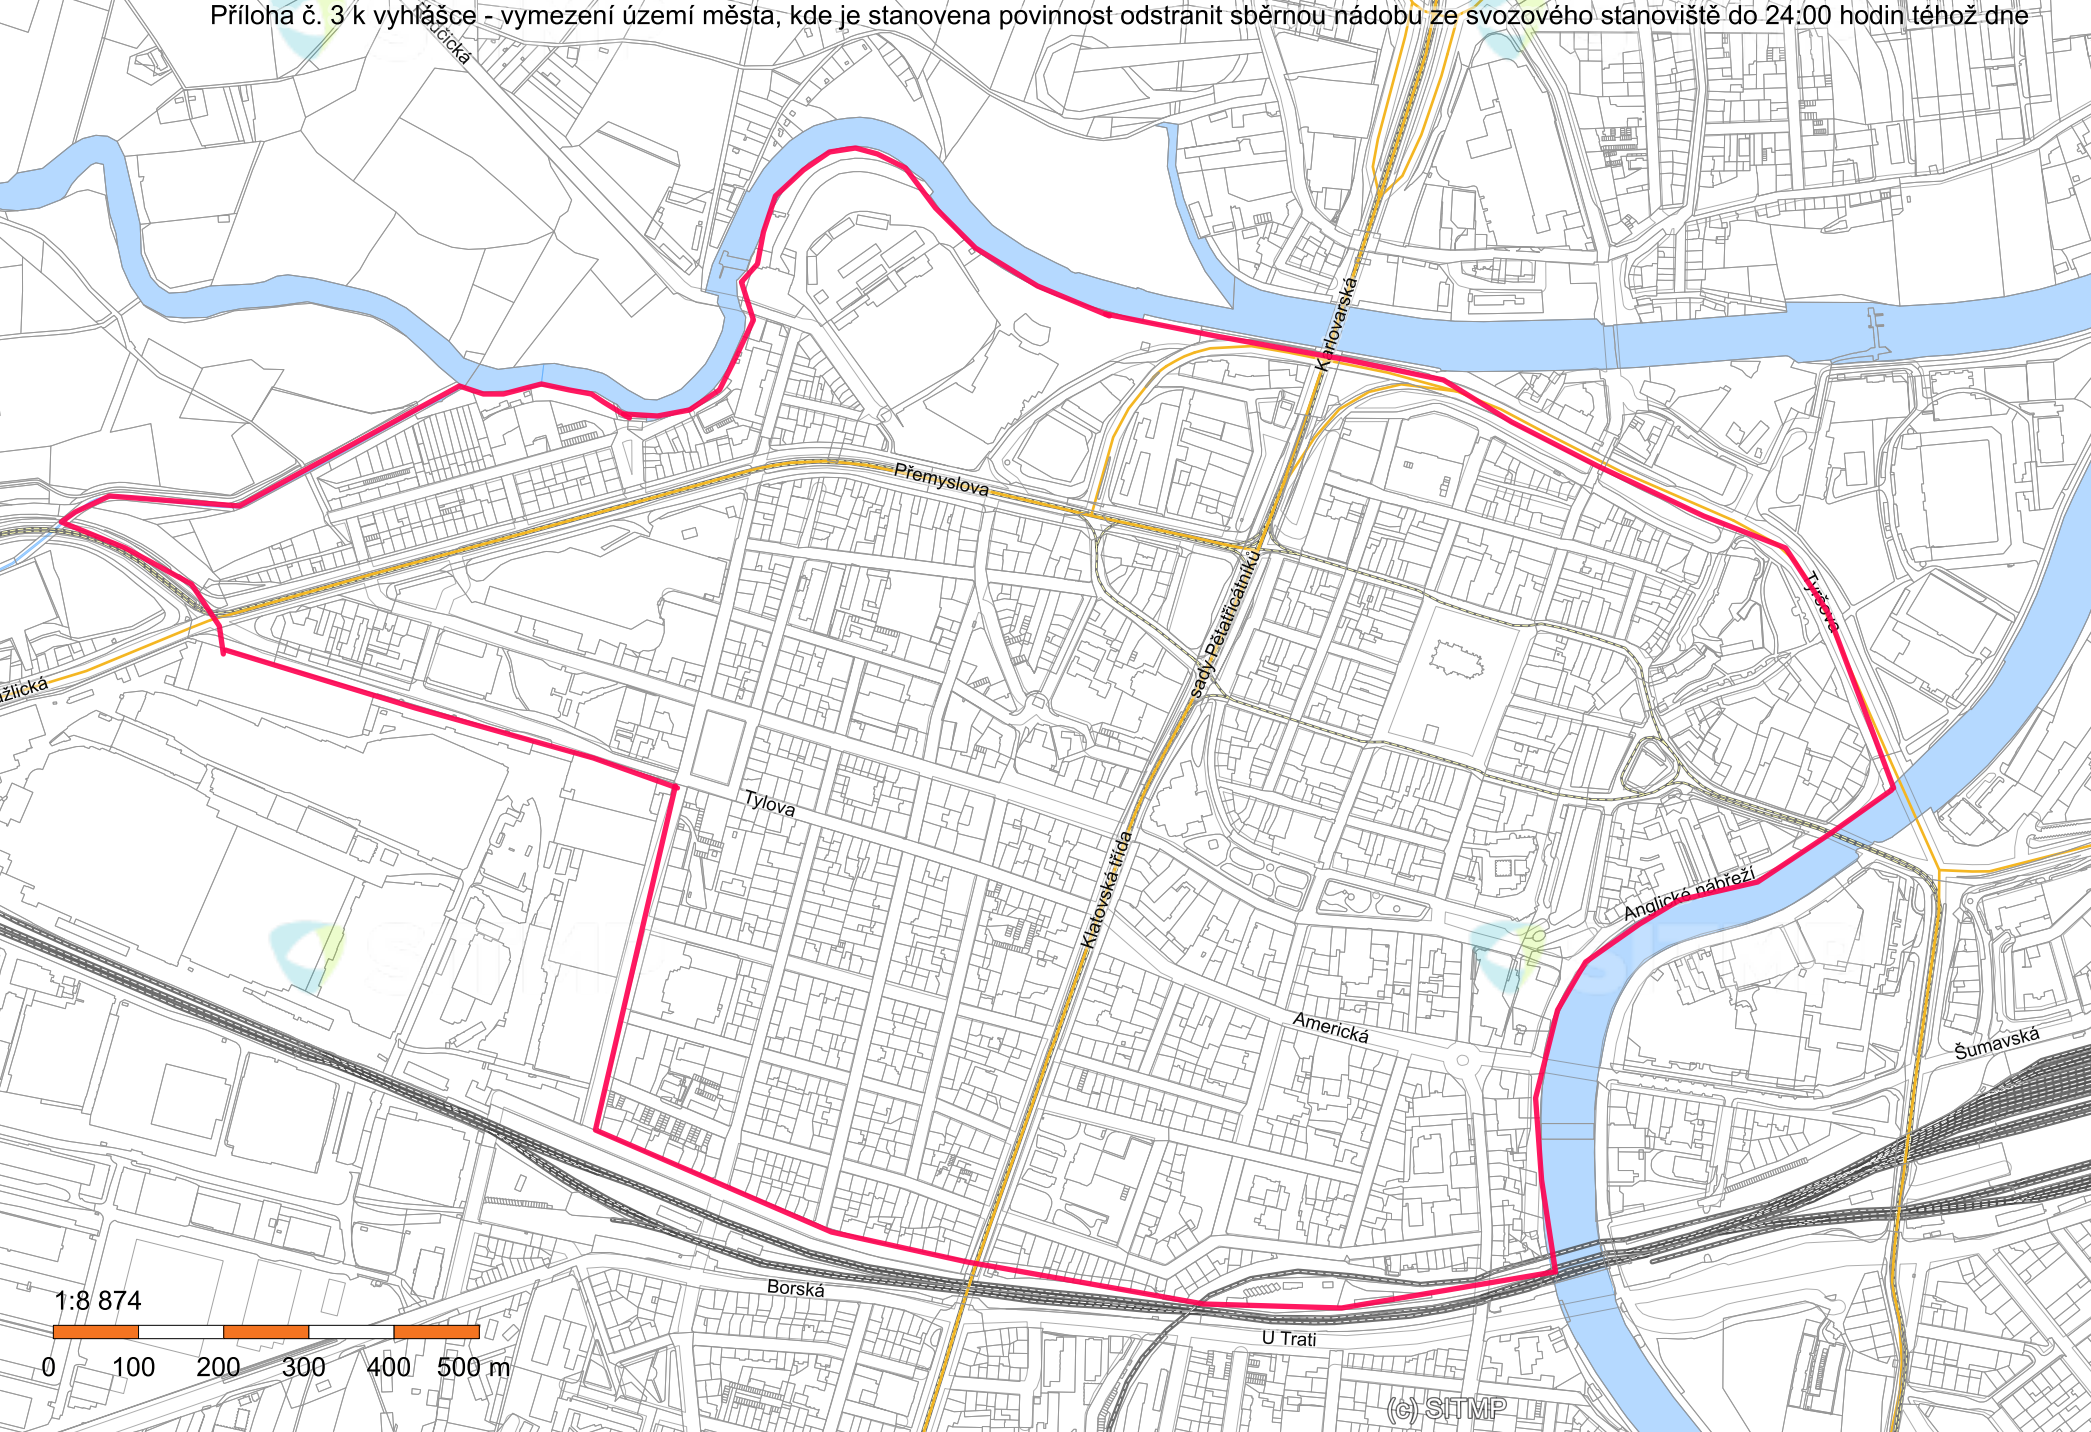 Příloha č. 3 k vyhlášce - vymezení území města, kde je stanovena povinnost odstranit sběrnou nádobu ze svozového stanoviště do 24:00 hodin téhož dne
Karlovarská
Přemyslova
sady Pětatřicátníků
Tyršova
Tylova
Klatovská třída
Anglické nábřeží
SITMP
Americká
Šumavská
Borská
U Trati
1:8 874
0 100 200 300 400 500 m
(c) SITMP